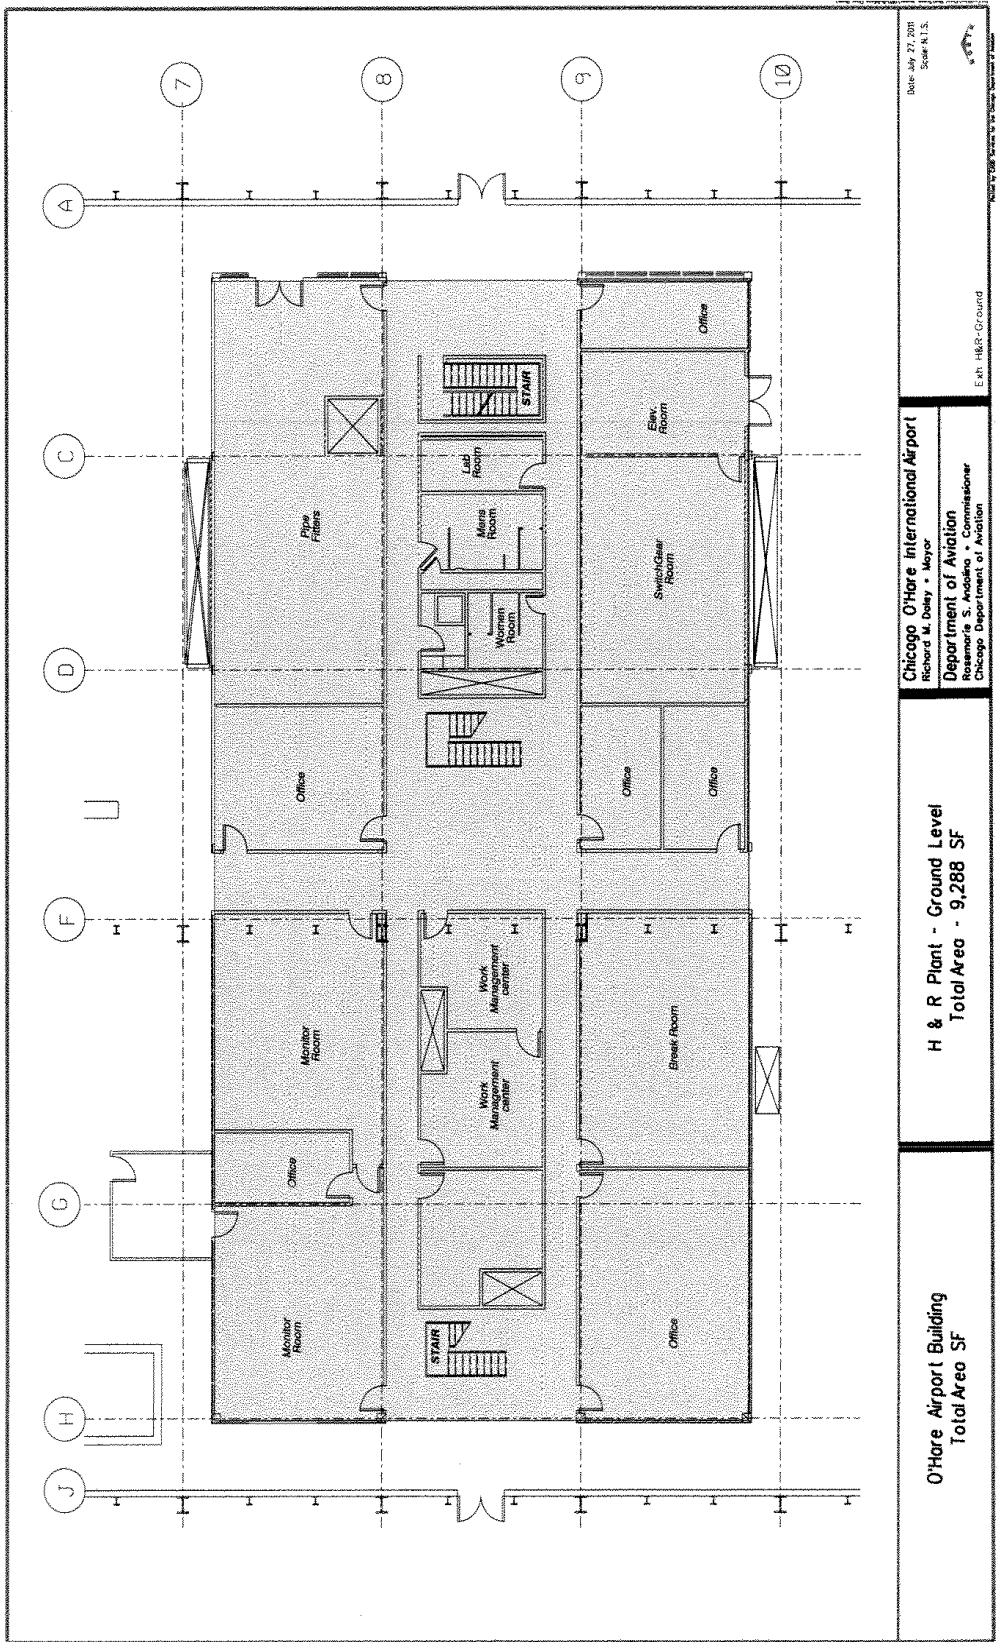 7
8
9
10
A
C
D
F
G
H
J
Pipe
Fitters
Office
Monitor
Room
Office
Monitor
Room
STAIR
Lab
Room
Mens
Room
Women
Room
Work
Management
center
Work
Management
center
STAIR
Office
Elev.
Room
SwitchGear
Room
Office
Office
Break Room
Office
O'Hare Airport Building
Total Area SF
H & R Plant - Ground Level
Total Area - 9,288 SF
Chicago O'Hare International Airport
Richard M. Daley • Mayor
Department of Aviation
Rosemarie S. Andolino • Commissioner
Chicago Department of Aviation
Exh H&R-Ground
Date: July 27, 2011
Scale: N.T.S.